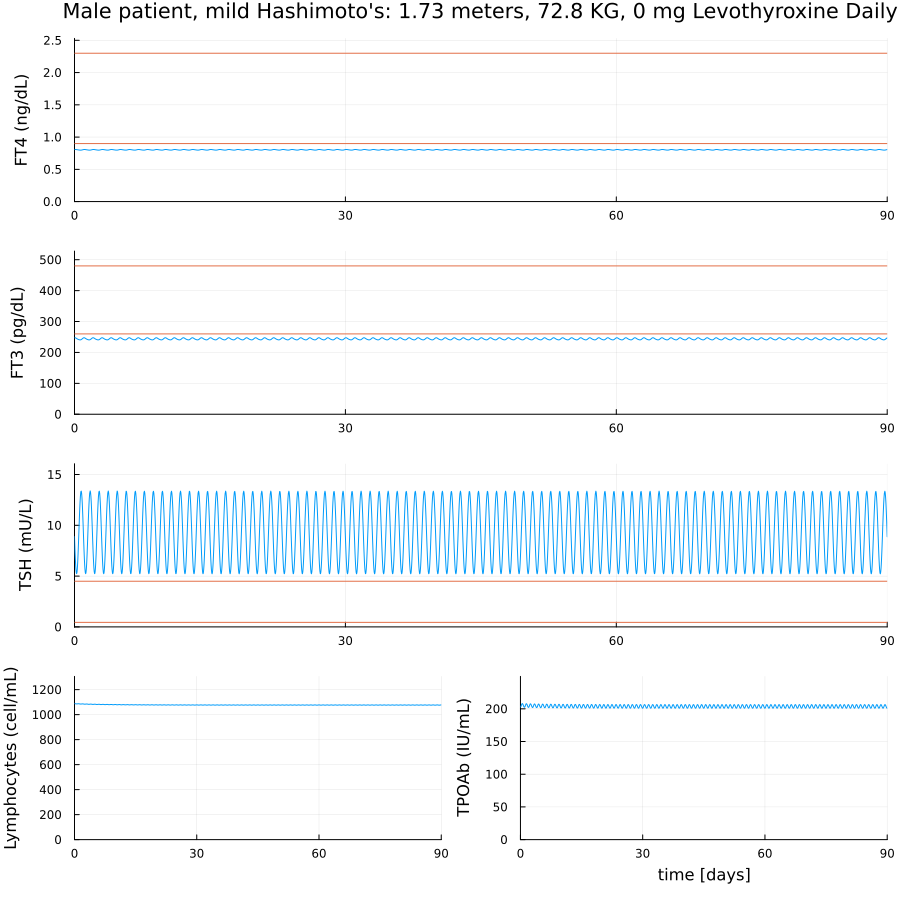 Male patient, mild Hashimoto's: 1.73 meters, 72.8 KG, 0 mg Levothyroxine Daily
FT4 (ng/dL)
2.5
2.0
1.5
1.0
0.5
0.0
0 30 60 90
FT3 (pg/dL)
500
400
300
200
100
0
0 30 60 90
TSH (mU/L)
15
10
5
0
0 30 60 90
Lymphocytes (cell/mL)
1200
1000
800
600
400
200
0
0 30 60 90
TPOAb (IU/mL)
200
150
100
50
0
0 30 60 90
time [days]